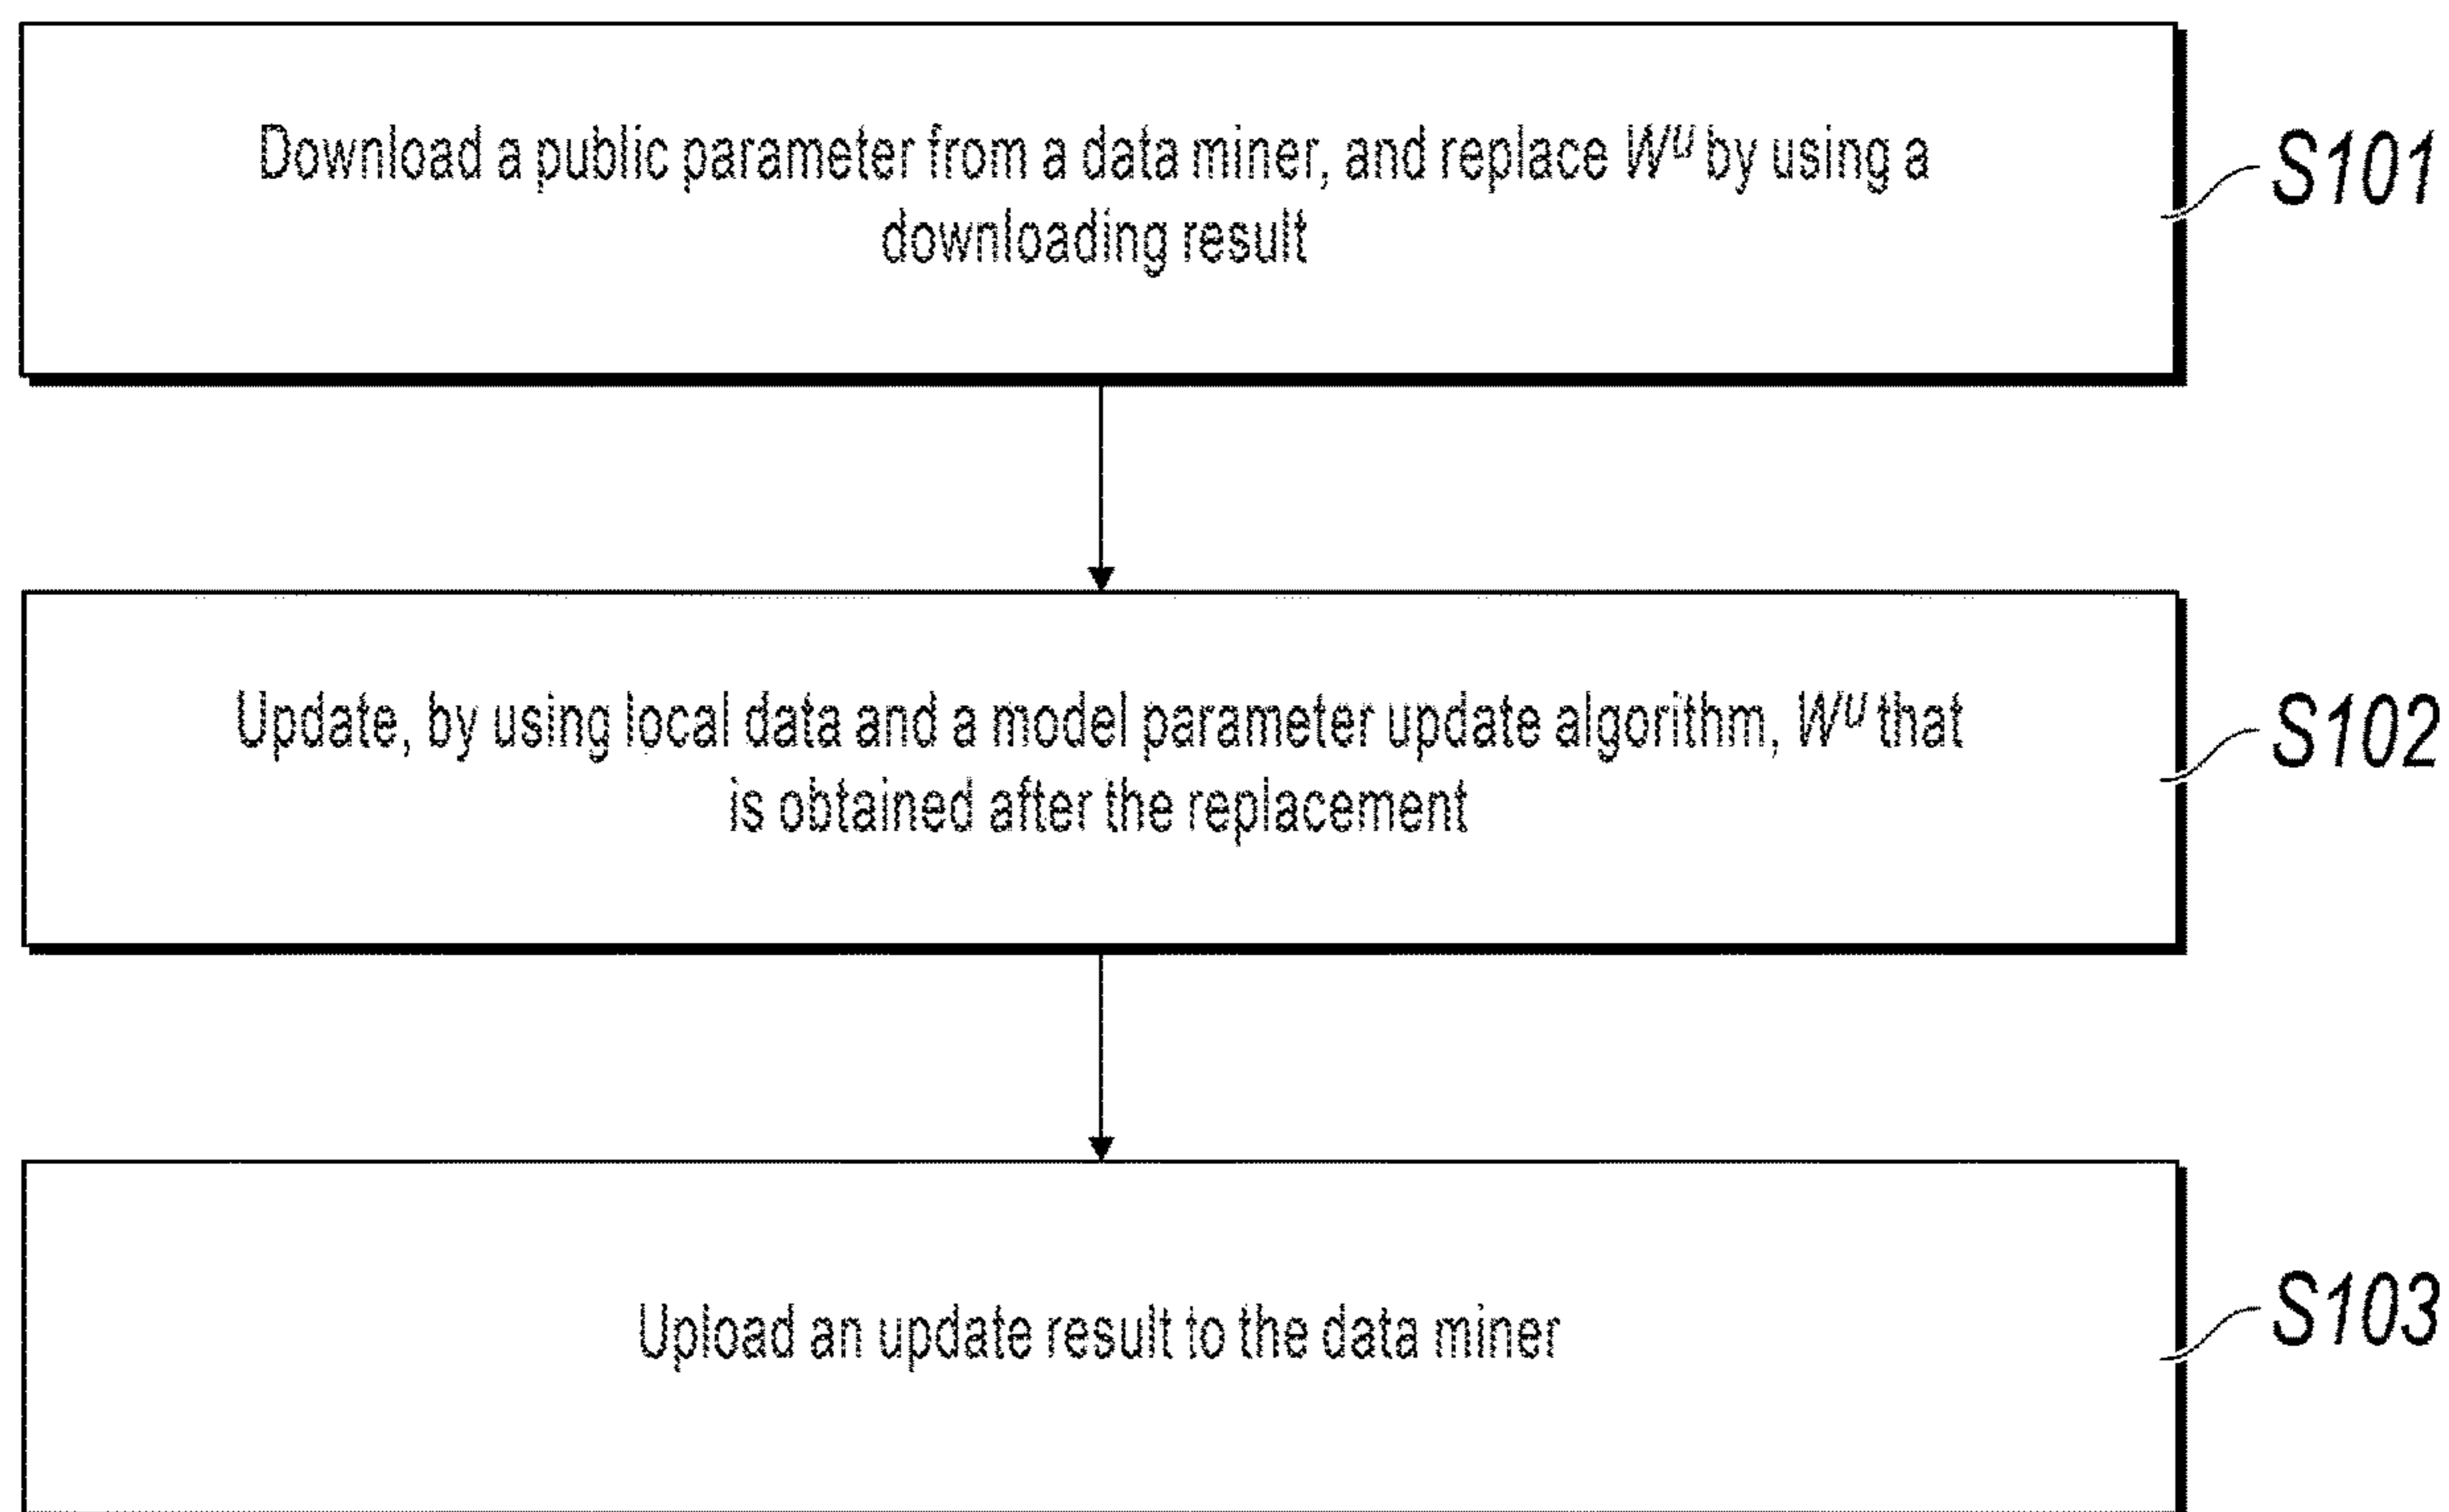 Download a public parameter from a data miner, and replace Wᵁ by using a
downloading result
S101
Update, by using local data and a model parameter update algorithm, Wᵁ that
is obtained after the replacement
S102
Upload an update result to the data miner
S103